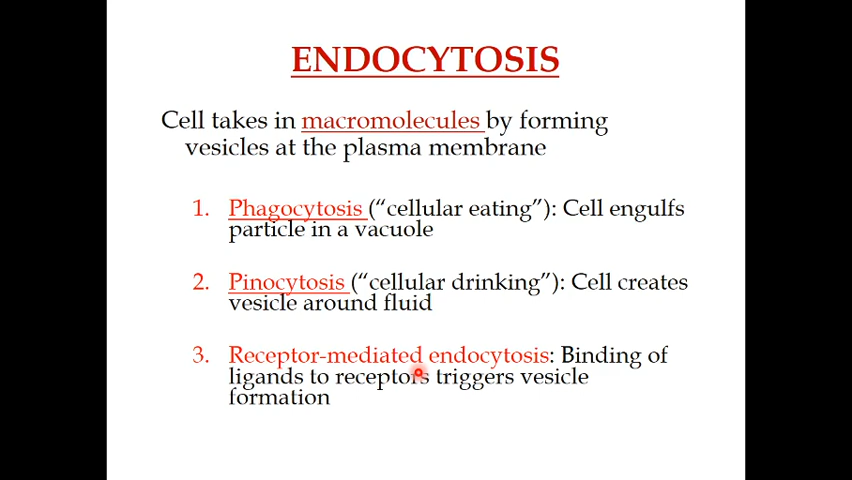 ENDOCYTOSIS
Cell takes in macromolecules by forming
vesicles at the plasma membrane
1. Phagocytosis (“cellular eating”): Cell engulfs
particle in a vacuole
2. Pinocytosis (“cellular drinking”): Cell creates
vesicle around fluid
3. Receptor-mediated endocytosis: Binding of
ligands to receptors triggers vesicle
formation